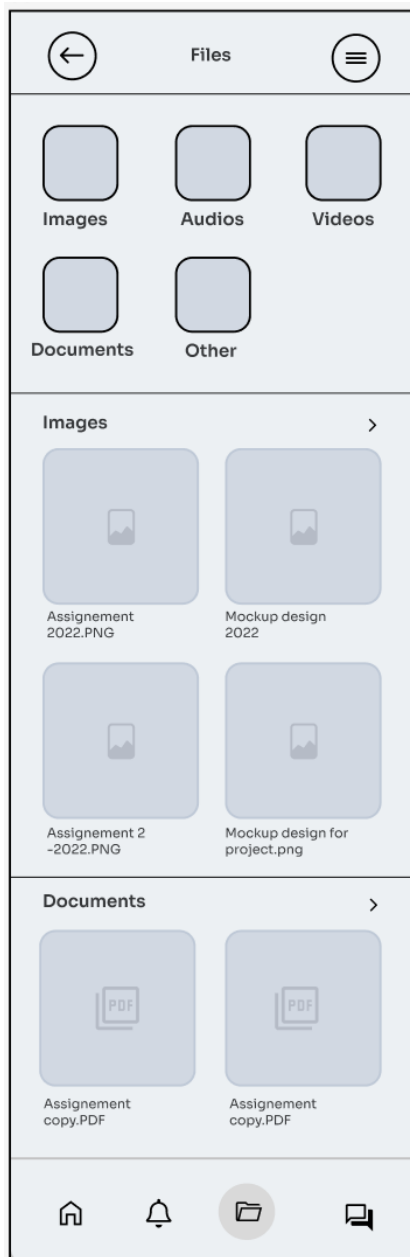 Files
Images Audios Videos
Documents Other
Images
Assignement
2022.PNG
Mockup design
2022
Assignement 2
-2022.PNG
Mockup design for
project.png
Documents
PDF
PDF
Assignement
copy.PDF
Assignement
copy.PDF